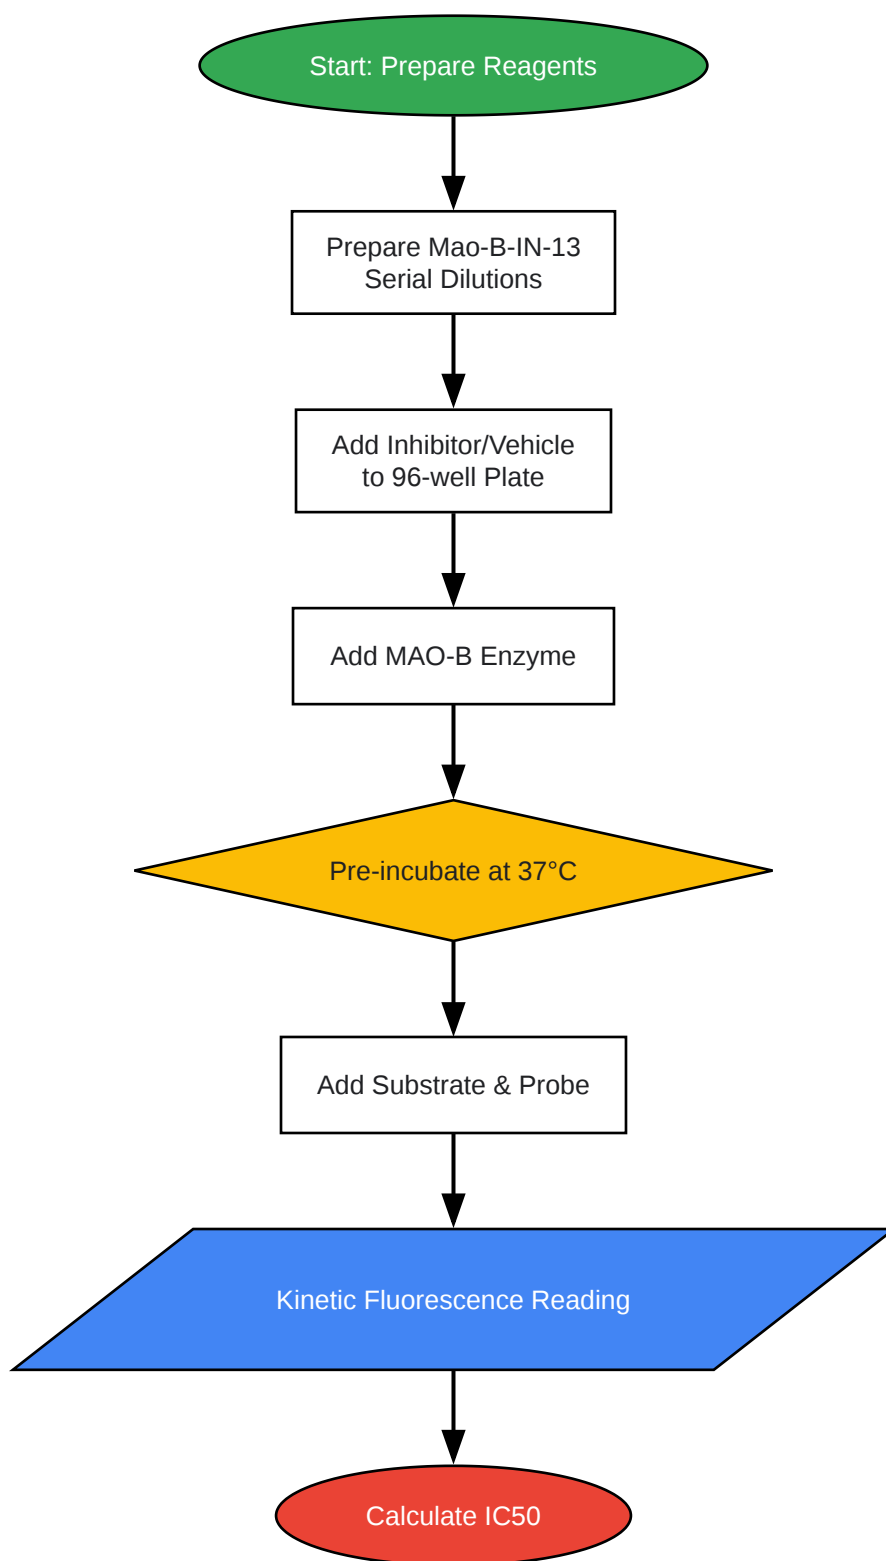 Start: Prepare Reagents
Prepare Mao-B-IN-13
Serial Dilutions
Add Inhibitor/Vehicle
to 96-well Plate
Add MAO-B Enzyme
Pre-incubate at 37°C
Add Substrate & Probe
Kinetic Fluorescence Reading
Calculate IC50